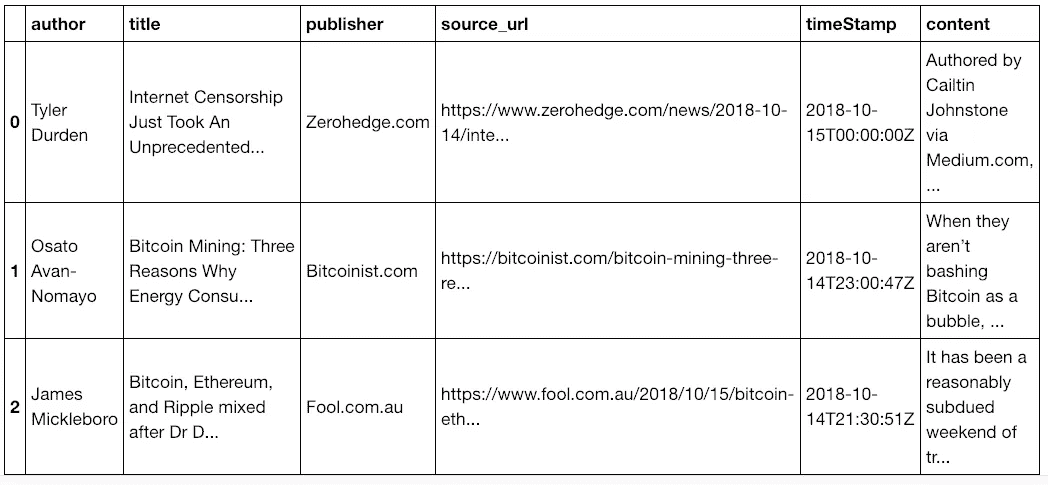 author title publisher source_url timeStamp content
0
Tyler
Durden
Internet Censorship
Just Took An
Unprecedented...
Zerohedge.com
https://www.zerohedge.com/news/2018-10-
14/inte...
2018-10-
15T00:00:00Z
Authored by
Cailtin
Johnstone
via
Medium.com,
...
1
Osato
Avan-
Nomayo
Bitcoin Mining: Three
Reasons Why
Energy Consu...
Bitcoinist.com
https://bitcoinist.com/bitcoin-mining-three-
re...
2018-10-
14T23:00:47Z
When they
aren’t
bashing
Bitcoin as a
bubble, ...
2
James
Mickleboro
Bitcoin, Ethereum,
and Ripple mixed
after Dr D...
Fool.com.au
https://www.fool.com.au/2018/10/15/bitcoin-
eth...
2018-10-
14T21:30:51Z
It has been a
reasonably
subdued
weekend of
tr...